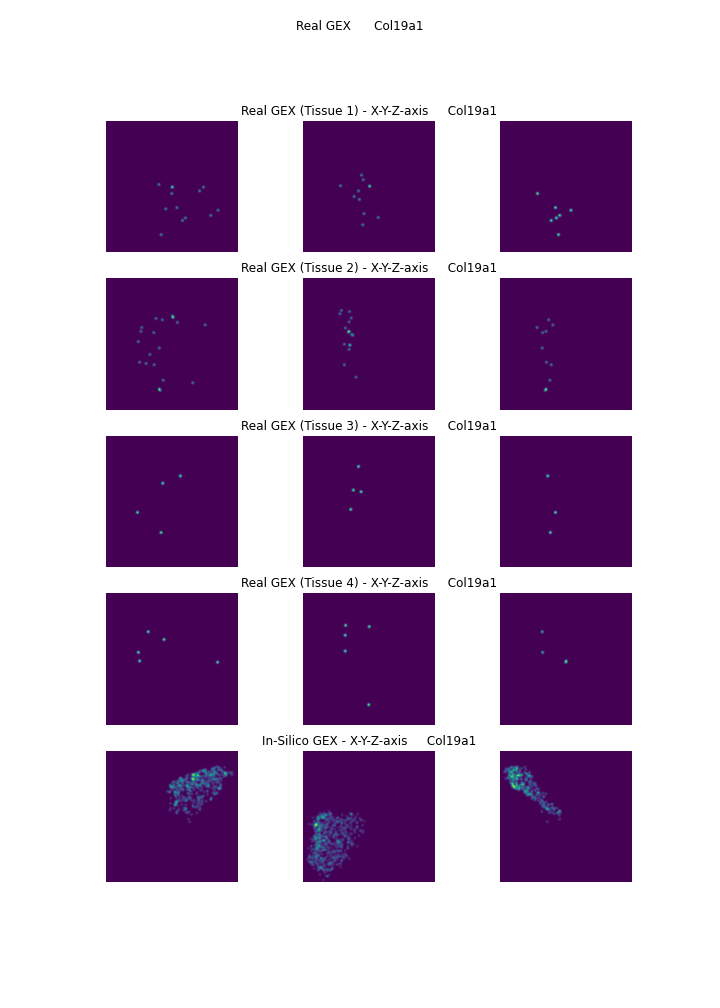 Real GEX Col19a1
Real GEX (Tissue 1) - X-Y-Z-axis Col19a1
Real GEX (Tissue 2) - X-Y-Z-axis Col19a1
Real GEX (Tissue 3) - X-Y-Z-axis Col19a1
Real GEX (Tissue 4) - X-Y-Z-axis Col19a1
In-Silico GEX - X-Y-Z-axis Col19a1